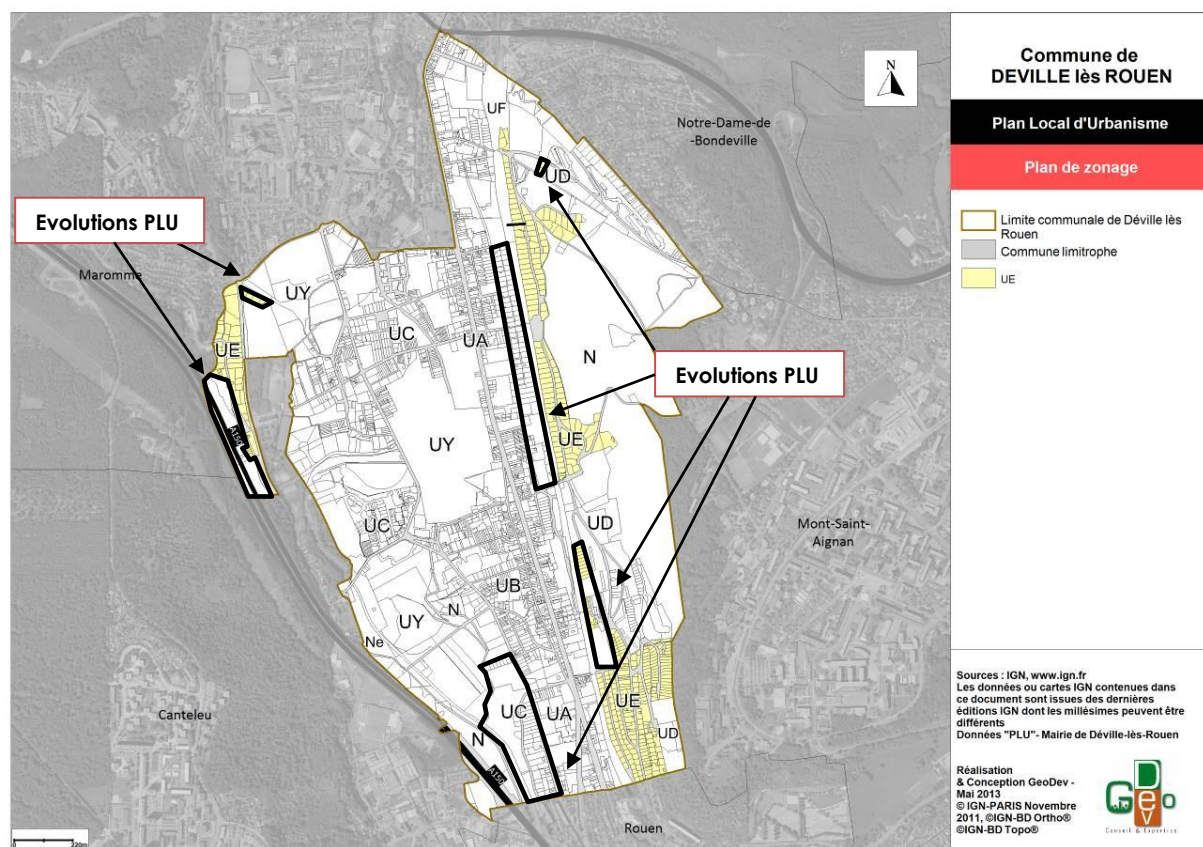 N
UF
Notre-Dame-de
-Bondeville
UD
Evolutions PLU
Maromme
UY
UC
UA
UE
N
A150
Evolutions PLU
UY
UE
UC
UD
Mont-Saint-
Aignan
UB
N
UY
Ne
Canteleu
UC
UA
UE
N
UD
A150
Rouen
220m
Commune de
DEVILLE lès ROUEN
Plan Local d'Urbanisme
Plan de zonage
Limite communale de Déville lès
Rouen
Commune limitrophe
UE
Sources : IGN, www.ign.fr
Les données ou cartes IGN contenues dans
ce document sont issues des dernières
éditions IGN dont les millésimes peuvent être
différents
Données "PLU"- Mairie de Déville-lès-Rouen
Réalisation
& Conception GeoDev -
Mai 2013
© IGN-PARIS Novembre
2011, ©IGN-BD Ortho®
©IGN-BD Topo®
GeoDev
Conseil & Expertise